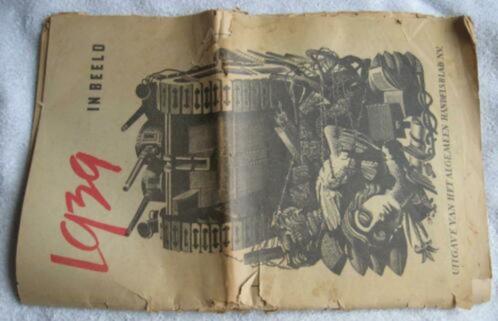 1939
IN BEELD
UITGAVE VAN HET ALGEMEEN HANDELSBLAD N.V.